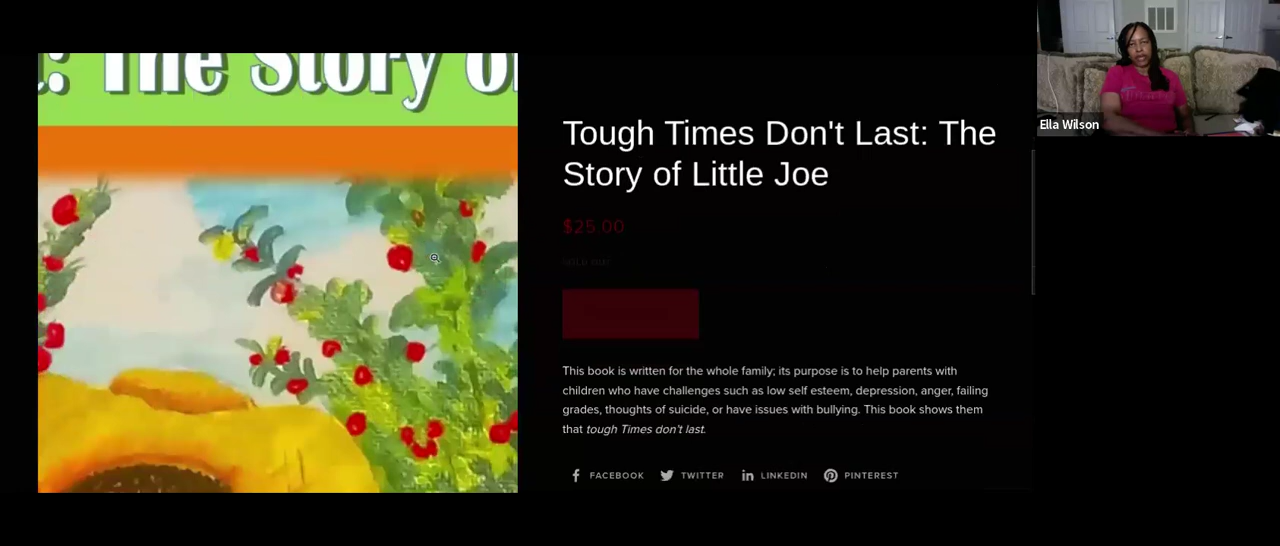 t: The Story o
Tough Times Don't Last: The
Story of Little Joe
$25.00
SOLD OUT
This book is written for the whole family; its purpose is to help parents with
children who have challenges such as low self esteem, depression, anger, failing
grades, thoughts of suicide, or have issues with bullying. This book shows them
that tough Times don't last.
FACEBOOK TWITTER LINKEDIN PINTEREST
Ella Wilson